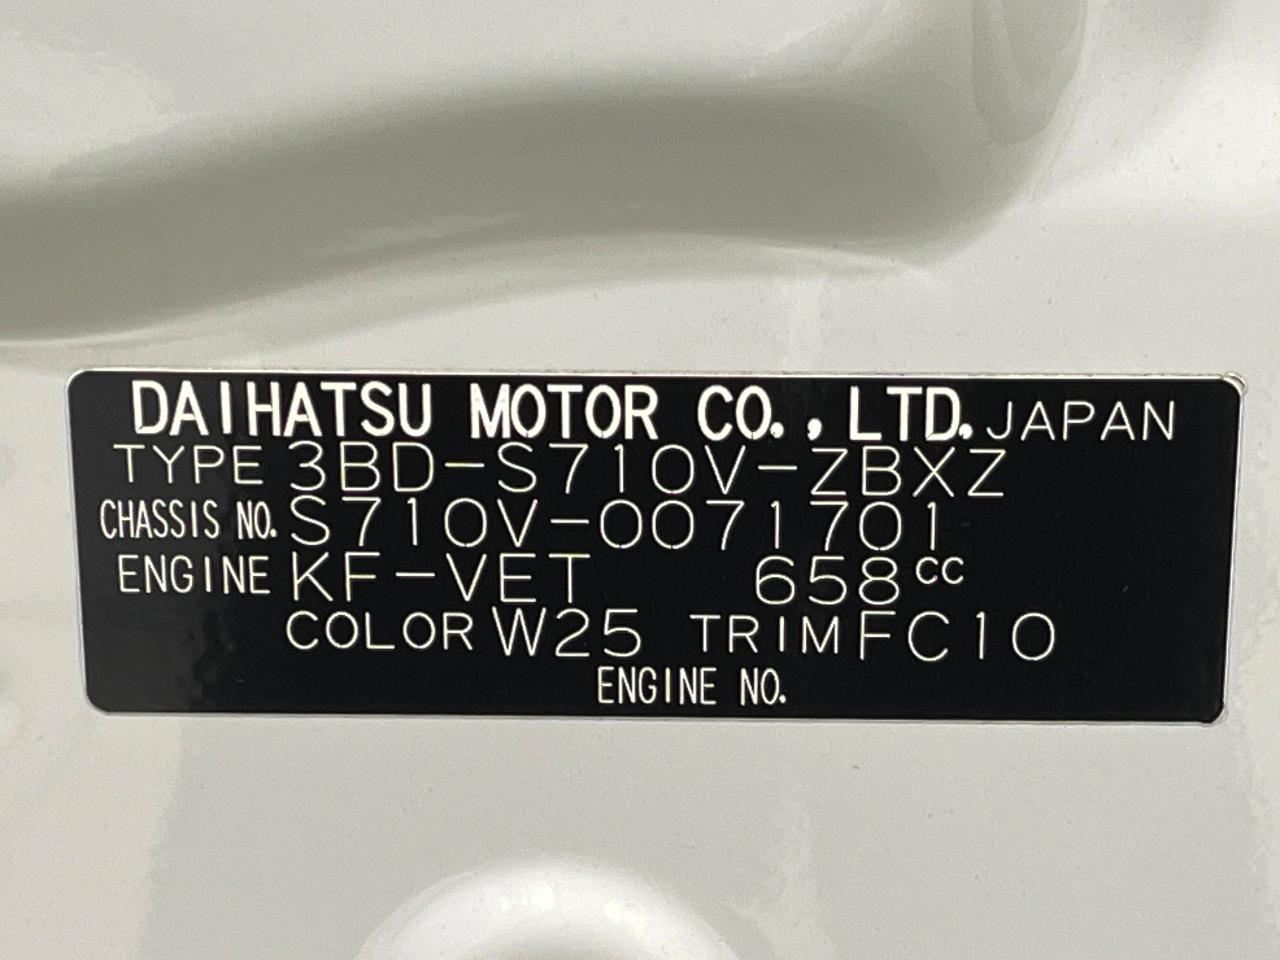 DAIHATSU MOTOR CO.,LTD. JAPAN
TYPE 3BD-S710V-ZBXZ
CHASSIS NO. S710V-0071701
ENGINE KF-VET 658cc
COLOR W25 TRIM FC10
ENGINE NO.